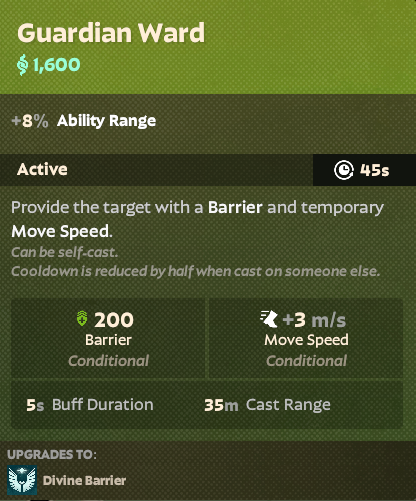 Guardian Ward
1,600
+8% Ability Range
Active 45s
Provide the target with a Barrier and temporary
Move Speed.
Can be self-cast.
Cooldown is reduced by half when cast on someone else.
200 +3 m/s
Barrier Move Speed
Conditional Conditional
5s Buff Duration 35m Cast Range
UPGRADES TO:
Divine Barrier